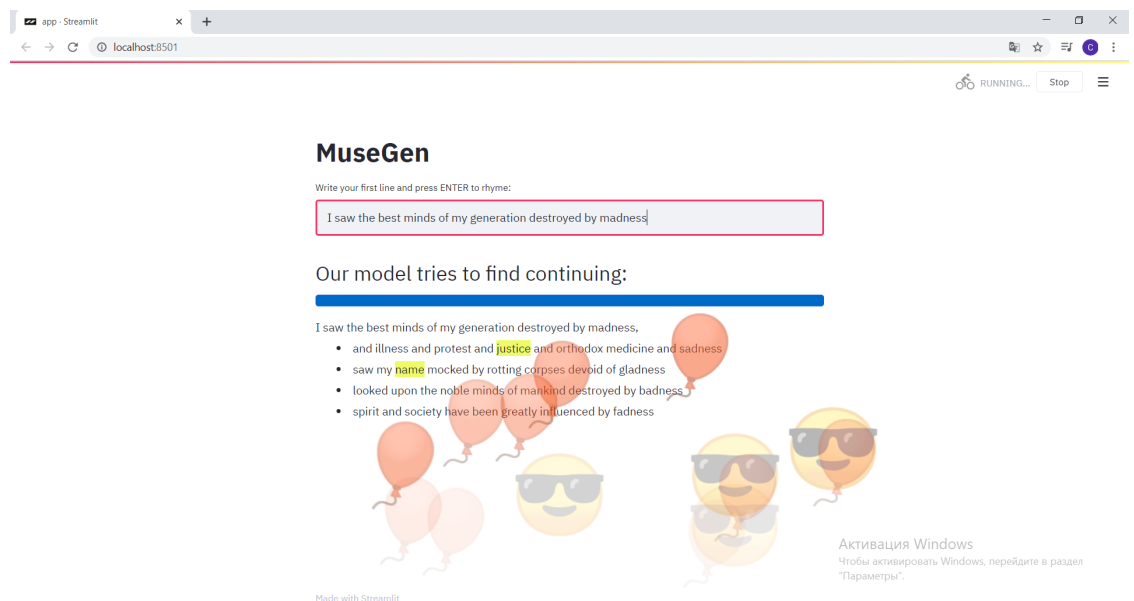 app · Streamlit
localhost:8501
C
RUNNING...
Stop
MuseGen
Write your first line and press ENTER to rhyme:
I saw the best minds of my generation destroyed by madness
Our model tries to find continuing:
I saw the best minds of my generation destroyed by madness,
and illness and protest and justice and orthodox medicine and sadness
saw my name mocked by rotting corpses devoid of gladness
looked upon the noble minds of mankind destroyed by badness
spirit and society have been greatly influenced by fadness
Активация Windows
Чтобы активировать Windows, перейдите в раздел
"Параметры".
Made with Streamlit